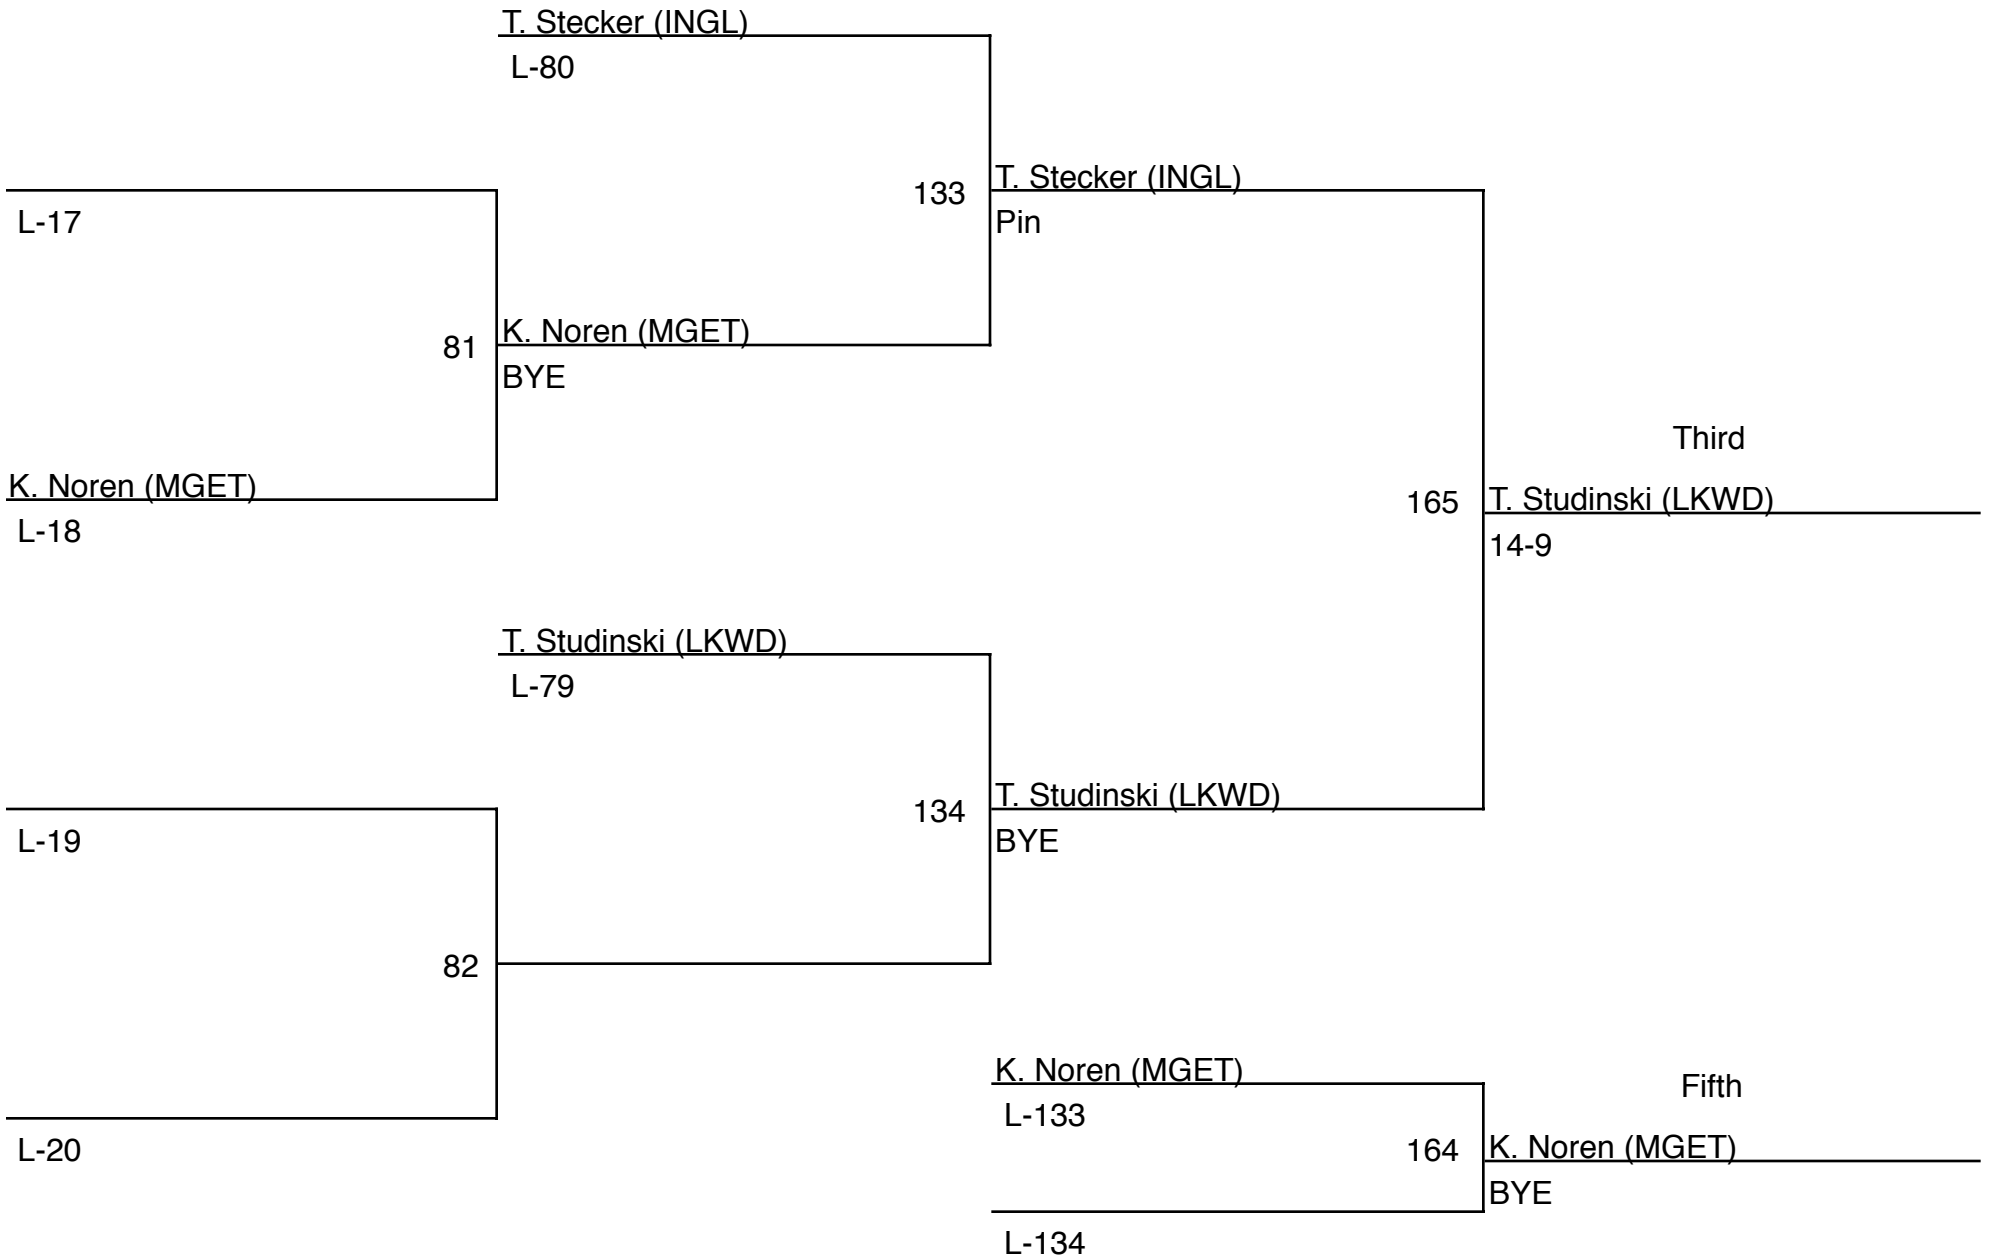 T. Stecker (INGL)
L-80
133
T. Stecker (INGL)
Pin
L-17
81
K. Noren (MGET)
BYE
K. Noren (MGET)
L-18
Third
165
T. Studinski (LKWD)
14-9
T. Studinski (LKWD)
L-79
134
T. Studinski (LKWD)
BYE
L-19
82
L-20
K. Noren (MGET)
L-133
Fifth
164
K. Noren (MGET)
BYE
L-134